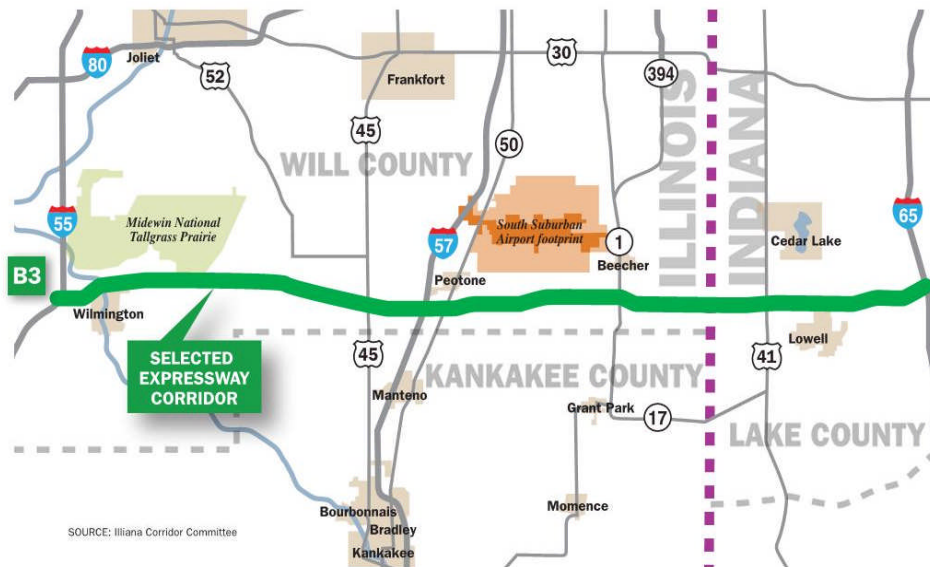 Joliet
80
52
Frankfort
30
394
45
50
WILL COUNTY
ILLINOIS
INDIANA
Midewin National
Tallgrass Prairie
South Suburban
Airport footprint
55
57
1
65
Cedar Lake
Beecher
Peotone
B3
Wilmington
Lowell
SELECTED
EXPRESSWAY
CORRIDOR
45
41
Manteno
KANKAKEE COUNTY
Grant Park
17
LAKE COUNTY
Bourbonnais
Momence
Bradley
Kankakee
SOURCE: Illiana Corridor Committee